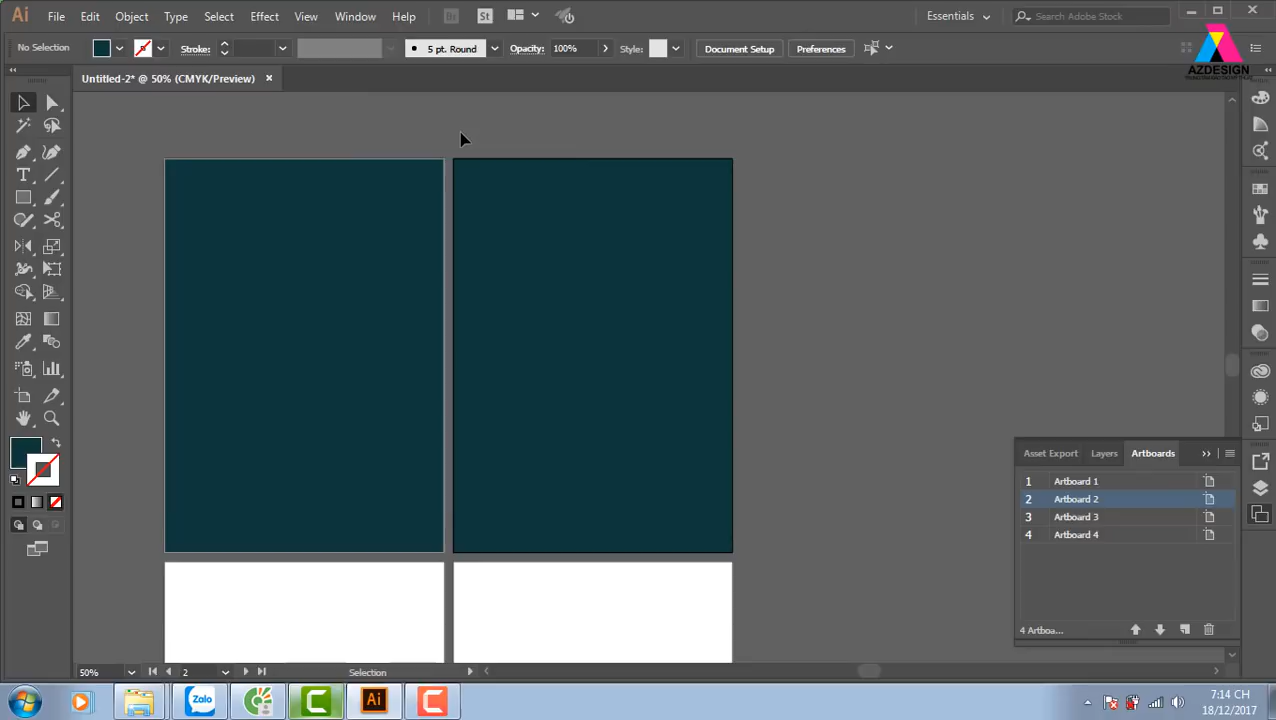 Ai File Edit Object Type Select Effect View Window Help Br St Essentials Search Adobe Stock
No Selection Stroke: 5 pt. Round Opacity: 100% Style: Document Setup Preferences
AZDESIGN
Untitled-2* @ 50% (CMYK/Preview)
Asset Export Layers Artboards
1 Artboard 1
2 Artboard 2
3 Artboard 3
4 Artboard 4
4 Artboa...
50% 2 Selection
Zalo Ai
7:14 CH
18/12/2017